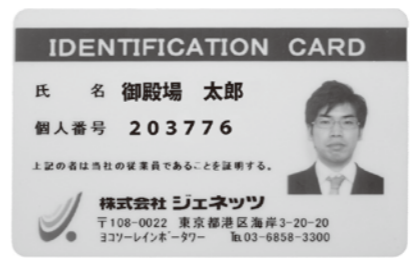 IDENTIFICATION CARD
氏 名 御殿場 太郎
個人番号 203776
上記の者は当社の従業員であることを証明する。
株式会社 ジェネッツ
〒108-0022 東京都港区海岸3-20-20
ヨコソーレインボータワー ℡03-6858-3300